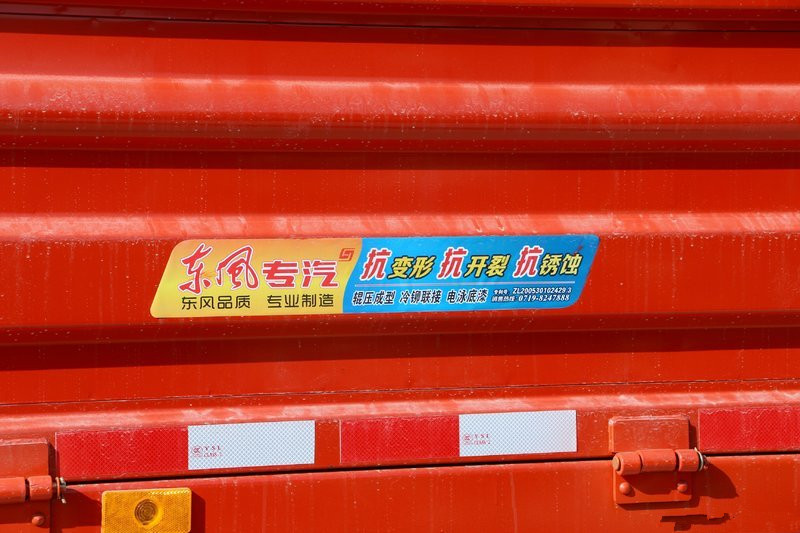 东风专汽
东风品质 专业制造
抗变形 抗开裂 抗锈蚀
辊压成型 冷铆联接 电泳底漆
专利号: ZL200530102429.3
销售热线: 0719-8247888
YSL
YSL